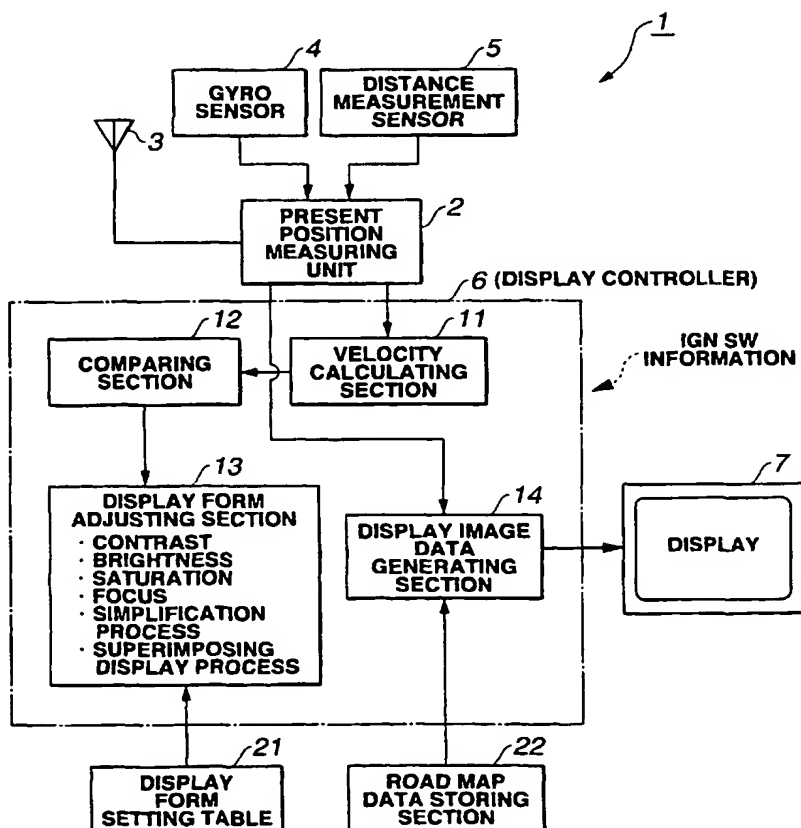 1
4
5
GYRO
SENSOR
DISTANCE
MEASUREMENT
SENSOR
3
2
PRESENT
POSITION
MEASURING
UNIT
6 (DISPLAY CONTROLLER)
12
11
COMPARING
SECTION
VELOCITY
CALCULATING
SECTION
IGN SW
INFORMATION
13
DISPLAY FORM
ADJUSTING SECTION
· CONTRAST
· BRIGHTNESS
· SATURATION
· FOCUS
· SIMPLIFICATION
PROCESS
· SUPERIMPOSING
DISPLAY PROCESS
14
DISPLAY IMAGE
DATA
GENERATING
SECTION
7
DISPLAY
21
DISPLAY
FORM
SETTING TABLE
22
ROAD MAP
DATA STORING
SECTION